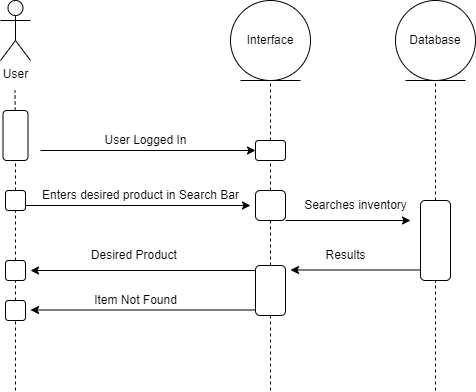 Interface
Database
User
User Logged In
Enters desired product in Search Bar
Searches inventory
Desired Product
Results
Item Not Found